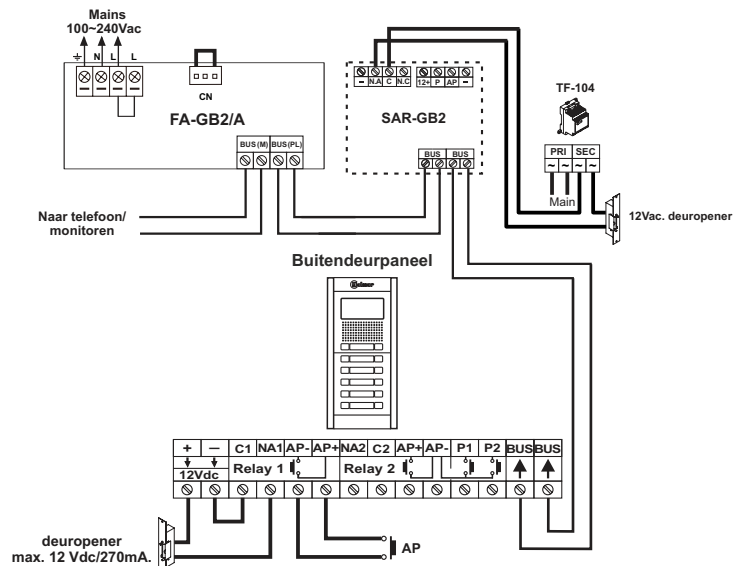 Mains
100~240Vac
N L L
CN
FA-GB2/A
BUS (M) BUS (PL)
– N.A C N.C 12+ P AP –
SAR-GB2
BUS BUS
TF-104
PRI SEC
~ ~ ~ ~
Main
12Vac. deuropener
Naar telefoon/
monitoren
Buitendeurpaneel
Golmar
+ – C1 NA1 AP- AP+ NA2 C2 AP+ AP- P1 P2 BUS BUS
12Vdc Relay 1 Relay 2
deuropener
max. 12 Vdc/270mA.
AP